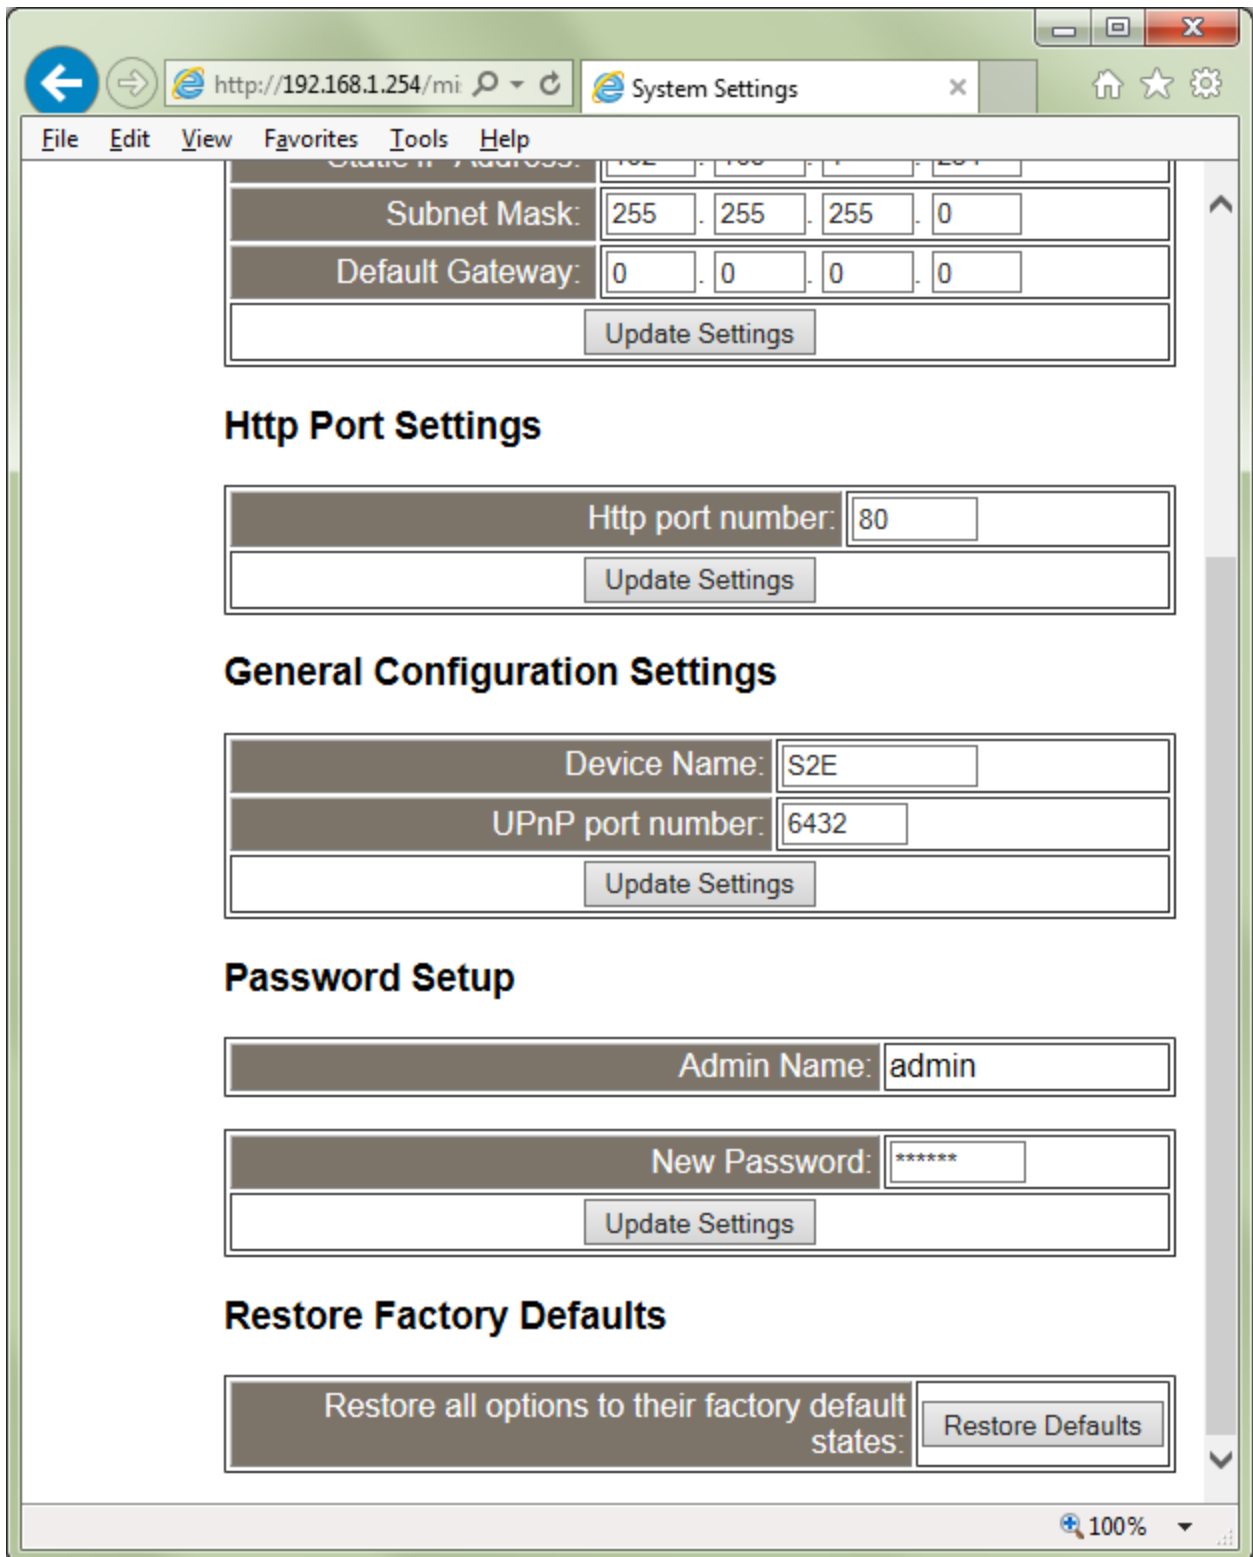 http://192.168.1.254/mi
System Settings
File Edit View Favorites Tools Help
Static IP Address: . . .
Subnet Mask: 255 . 255 . 255 . 0
Default Gateway: 0 . 0 . 0 . 0
Update Settings
Http Port Settings
Http port number: 80
Update Settings
General Configuration Settings
Device Name: S2E
UPnP port number: 6432
Update Settings
Password Setup
Admin Name: admin
New Password: ******
Update Settings
Restore Factory Defaults
Restore all options to their factory default
states:
Restore Defaults
100%